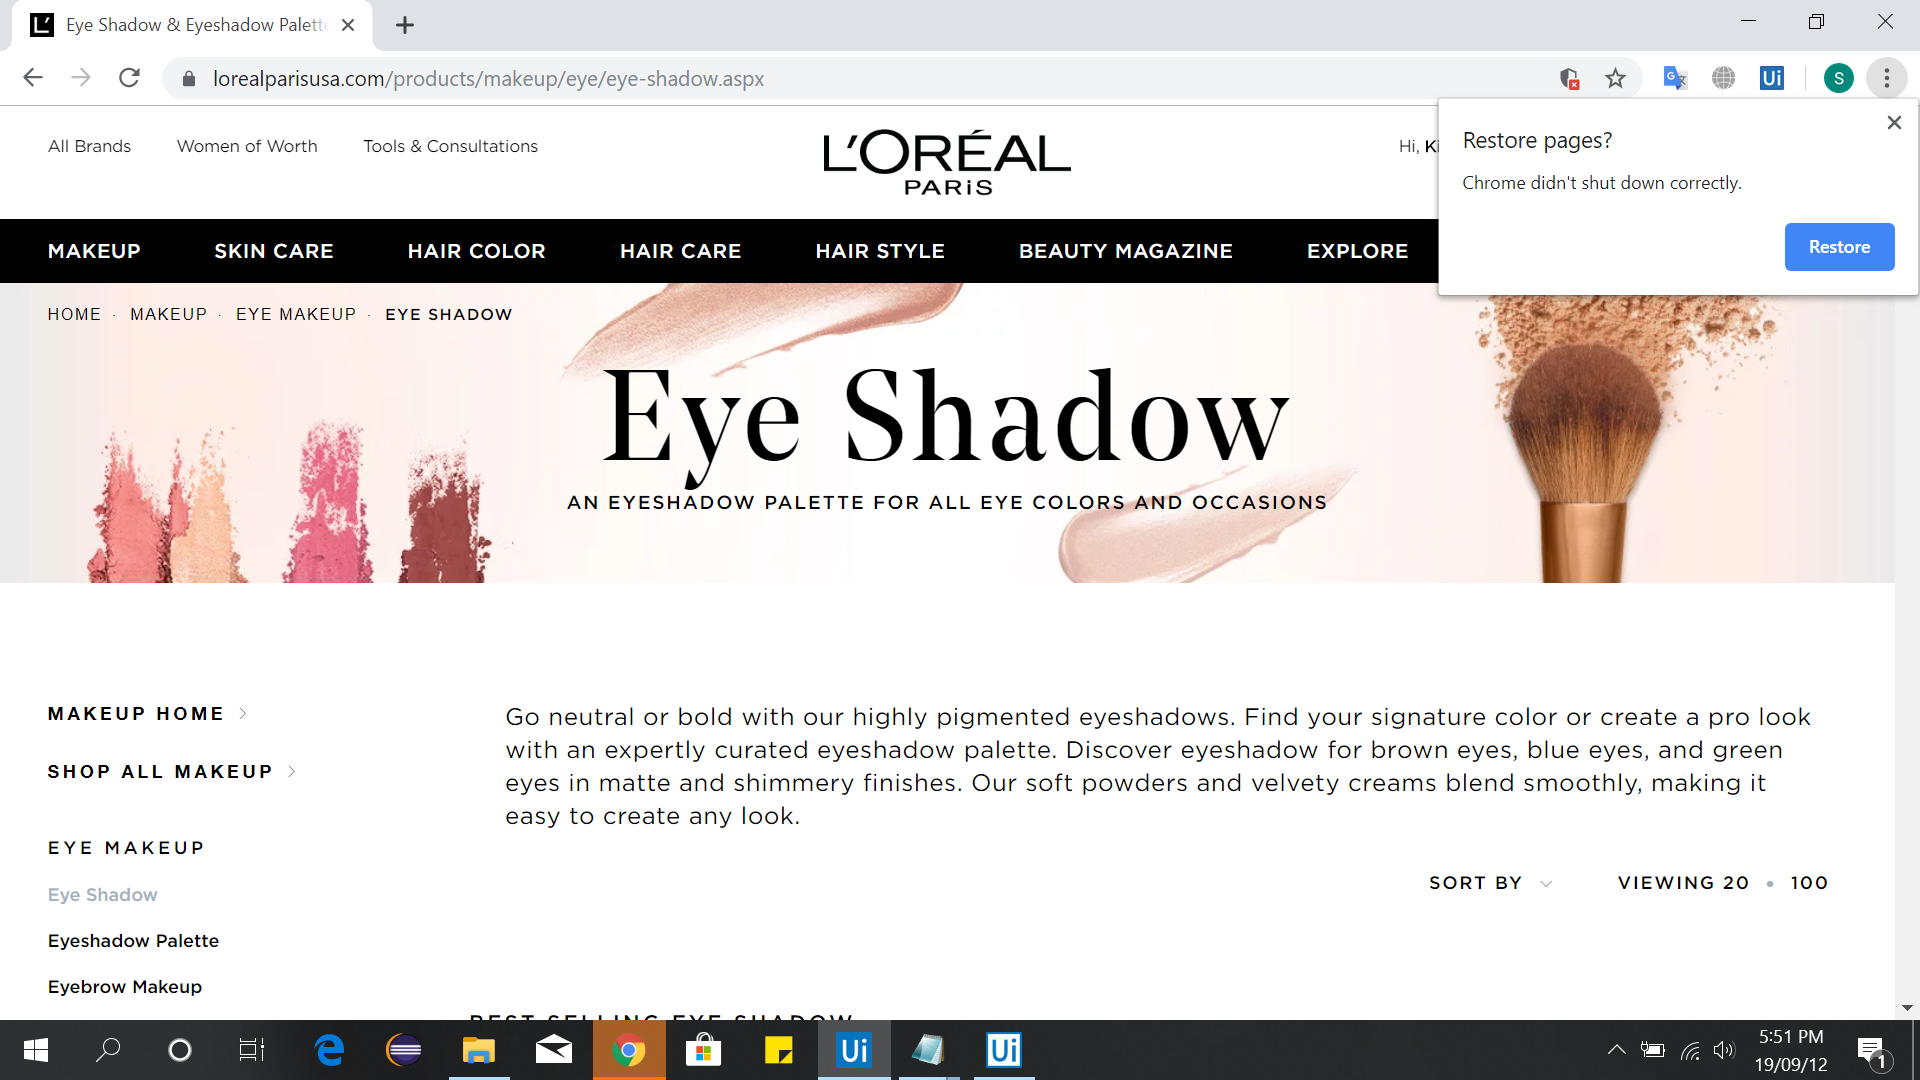 Eye Shadow & Eyeshadow Palett
lorealparisusa.com/products/makeup/eye/eye-shadow.aspx
Ui
S
All Brands
Women of Worth
Tools & Consultations
L'ORÉAL
PARiS
Hi, Ki
Restore pages?
Chrome didn't shut down correctly.
Restore
MAKEUP
SKIN CARE
HAIR COLOR
HAIR CARE
HAIR STYLE
BEAUTY MAGAZINE
EXPLORE
HOME · MAKEUP · EYE MAKEUP · EYE SHADOW
Eye Shadow
AN EYESHADOW PALETTE FOR ALL EYE COLORS AND OCCASIONS
MAKEUP HOME
SHOP ALL MAKEUP
EYE MAKEUP
Eye Shadow
Eyeshadow Palette
Eyebrow Makeup
Go neutral or bold with our highly pigmented eyeshadows. Find your signature color or create a pro look
with an expertly curated eyeshadow palette. Discover eyeshadow for brown eyes, blue eyes, and green
eyes in matte and shimmery finishes. Our soft powders and velvety creams blend smoothly, making it
easy to create any look.
SORT BY
VIEWING 20 • 100
BEST SELLING EYE SHADOW
Ui
Ui
5:51 PM
19/09/12
1